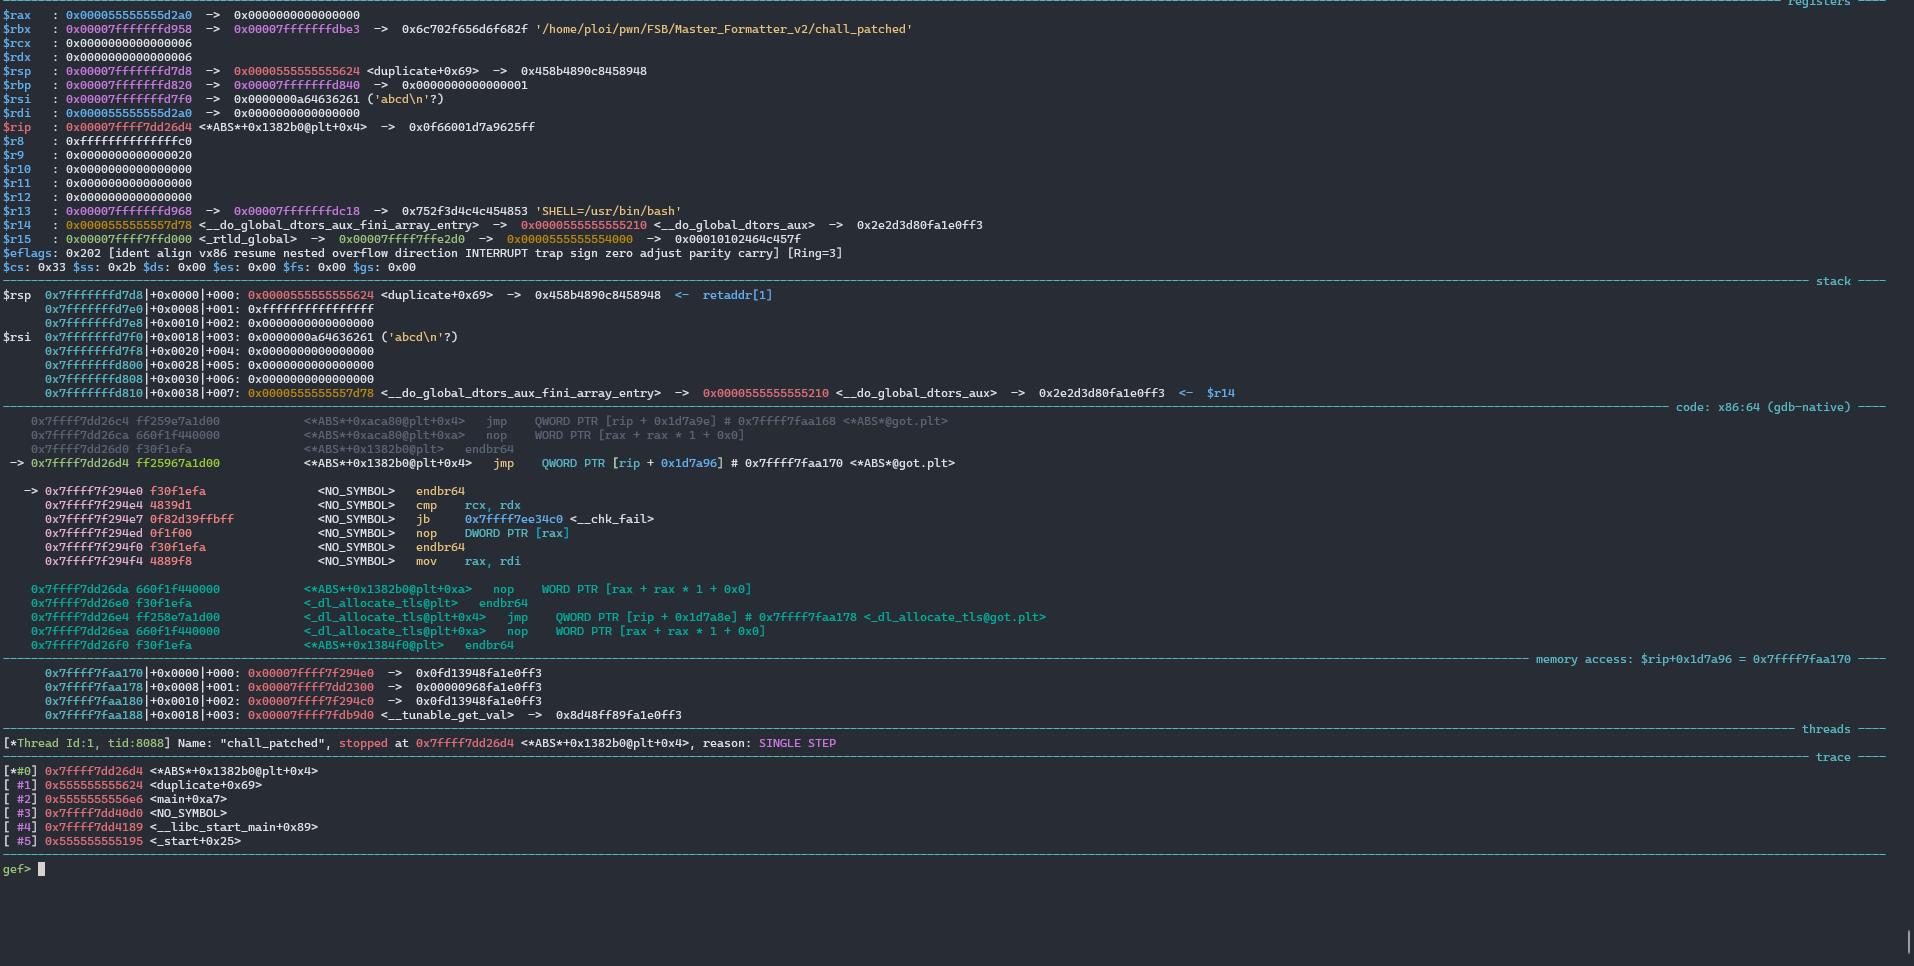 registers
$rax   : 0x000055555555d2a0  ->  0x0000000000000000
$rbx   : 0x00007fffffffd958  ->  0x00007fffffffdbe3  ->  0x6c702f656d6f682f '/home/ploi/pwn/FSB/Master_Formatter_v2/chall_patched'
$rcx   : 0x0000000000000006
$rdx   : 0x0000000000000006
$rsp   : 0x00007fffffffd7d8  ->  0x0000555555555624 <duplicate+0x69>  ->  0x458b4890c8458948
$rbp   : 0x00007fffffffd820  ->  0x00007fffffffd840  ->  0x0000000000000001
$rsi   : 0x00007fffffffd7f0  ->  0x0000000a64636261 ('abcd\n'?)
$rdi   : 0x000055555555d2a0  ->  0x0000000000000000
$rip   : 0x00007ffff7dd26d4 <*ABS*+0x1382b0@plt+0x4>  ->  0x0f66001d7a9625ff
$r8    : 0xffffffffffffffc0
$r9    : 0x0000000000000020
$r10   : 0x0000000000000000
$r11   : 0x0000000000000000
$r12   : 0x0000000000000000
$r13   : 0x00007fffffffd968  ->  0x00007fffffffdc18  ->  0x752f3d4c4c454853 'SHELL=/usr/bin/bash'
$r14   : 0x0000555555557d78 <__do_global_dtors_aux_fini_array_entry>  ->  0x0000555555555210 <__do_global_dtors_aux>  ->  0x2e2d3d80fa1e0ff3
$r15   : 0x00007ffff7ffd000 <_rtld_global>  ->  0x00007ffff7ffe2d0  ->  0x0000555555554000  ->  0x00010102464c457f
$eflags: 0x202 [ident align vx86 resume nested overflow direction INTERRUPT trap sign zero adjust parity carry] [Ring=3]
$cs: 0x33 $ss: 0x2b $ds: 0x00 $es: 0x00 $fs: 0x00 $gs: 0x00
stack
$rsp  0x7fffffffd7d8|+0x0000|+000: 0x0000555555555624 <duplicate+0x69>  ->  0x458b4890c8458948  <-  retaddr[1]
      0x7fffffffd7e0|+0x0008|+001: 0xffffffffffffffff
      0x7fffffffd7e8|+0x0010|+002: 0x0000000000000000
$rsi  0x7fffffffd7f0|+0x0018|+003: 0x0000000a64636261 ('abcd\n'?)
      0x7fffffffd7f8|+0x0020|+004: 0x0000000000000000
      0x7fffffffd800|+0x0028|+005: 0x0000000000000000
      0x7fffffffd808|+0x0030|+006: 0x0000000000000000
      0x7fffffffd810|+0x0038|+007: 0x0000555555557d78 <__do_global_dtors_aux_fini_array_entry>  ->  0x0000555555555210 <__do_global_dtors_aux>  ->  0x2e2d3d80fa1e0ff3  <-  $r14
code: x86:64 (gdb-native)
    0x7ffff7dd26c4 ff259e7a1d00            <*ABS*+0xaca80@plt+0x4>   jmp    QWORD PTR [rip + 0x1d7a9e] # 0x7ffff7faa168 <*ABS*@got.plt>
    0x7ffff7dd26ca 660f1f440000            <*ABS*+0xaca80@plt+0xa>   nop    WORD PTR [rax + rax * 1 + 0x0]
    0x7ffff7dd26d0 f30f1efa                <*ABS*+0x1382b0@plt>   endbr64
 -> 0x7ffff7dd26d4 ff25967a1d00            <*ABS*+0x1382b0@plt+0x4>   jmp    QWORD PTR [rip + 0x1d7a96] # 0x7ffff7faa170 <*ABS*@got.plt>
   -> 0x7ffff7f294e0 f30f1efa                <NO_SYMBOL>   endbr64
      0x7ffff7f294e4 4839d1                  <NO_SYMBOL>   cmp    rcx, rdx
      0x7ffff7f294e7 0f82d39ffbff            <NO_SYMBOL>   jb     0x7ffff7ee34c0 <__chk_fail>
      0x7ffff7f294ed 0f1f00                  <NO_SYMBOL>   nop    DWORD PTR [rax]
      0x7ffff7f294f0 f30f1efa                <NO_SYMBOL>   endbr64
      0x7ffff7f294f4 4889f8                  <NO_SYMBOL>   mov    rax, rdi
    0x7ffff7dd26da 660f1f440000            <*ABS*+0x1382b0@plt+0xa>   nop    WORD PTR [rax + rax * 1 + 0x0]
    0x7ffff7dd26e0 f30f1efa                <_dl_allocate_tls@plt>   endbr64
    0x7ffff7dd26e4 ff258e7a1d00            <_dl_allocate_tls@plt+0x4>   jmp    QWORD PTR [rip + 0x1d7a8e] # 0x7ffff7faa178 <_dl_allocate_tls@got.plt>
    0x7ffff7dd26ea 660f1f440000            <_dl_allocate_tls@plt+0xa>   nop    WORD PTR [rax + rax * 1 + 0x0]
    0x7ffff7dd26f0 f30f1efa                <*ABS*+0x1384f0@plt>   endbr64
memory access: $rip+0x1d7a96 = 0x7ffff7faa170
      0x7ffff7faa170|+0x0000|+000: 0x00007ffff7f294e0  ->  0x0fd13948fa1e0ff3
      0x7ffff7faa178|+0x0008|+001: 0x00007ffff7dd2300  ->  0x00000968fa1e0ff3
      0x7ffff7faa180|+0x0010|+002: 0x00007ffff7f294c0  ->  0x0fd13948fa1e0ff3
      0x7ffff7faa188|+0x0018|+003: 0x00007ffff7fdb9d0 <__tunable_get_val>  ->  0x8d48ff89fa1e0ff3
threads
[*Thread Id:1, tid:8088] Name: "chall_patched", stopped at 0x7ffff7dd26d4 <*ABS*+0x1382b0@plt+0x4>, reason: SINGLE STEP
trace
[*#0] 0x7ffff7dd26d4 <*ABS*+0x1382b0@plt+0x4>
[ #1] 0x555555555624 <duplicate+0x69>
[ #2] 0x5555555556e6 <main+0xa7>
[ #3] 0x7ffff7dd40d0 <NO_SYMBOL>
[ #4] 0x7ffff7dd4189 <__libc_start_main+0x89>
[ #5] 0x555555555195 <_start+0x25>
gef>